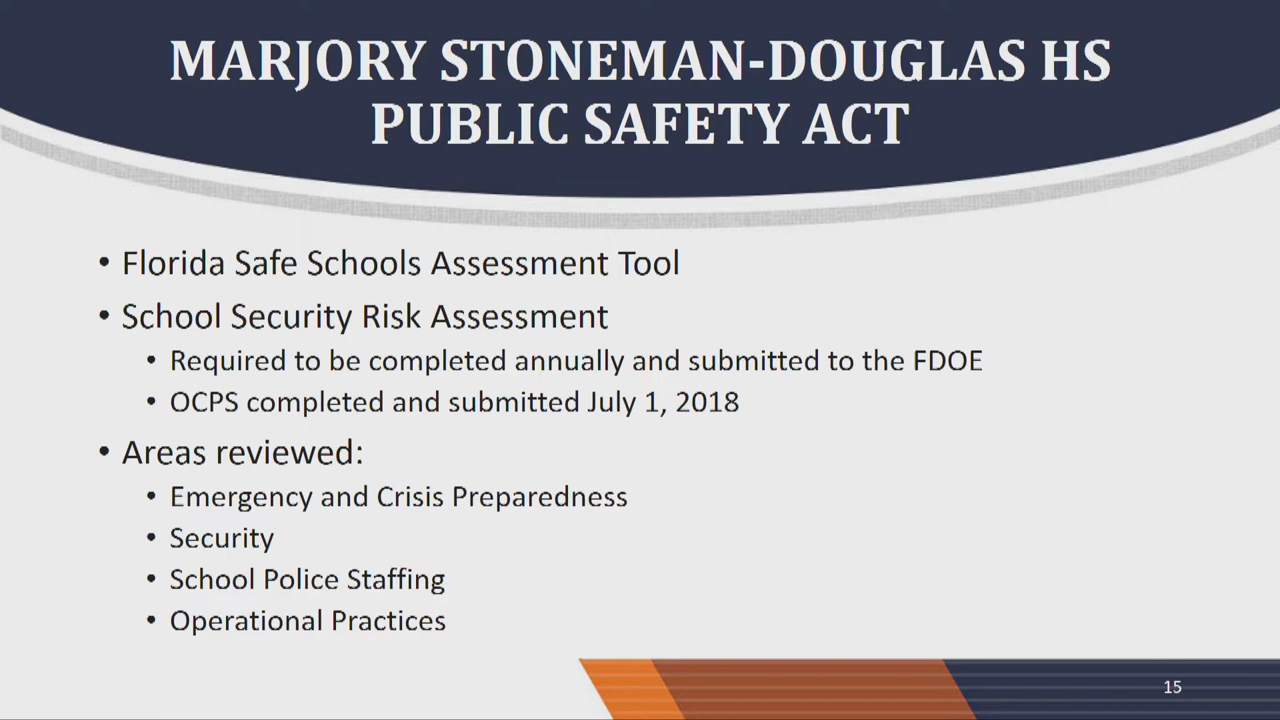 MARJORY STONEMAN-DOUGLAS HS
PUBLIC SAFETY ACT
• Florida Safe Schools Assessment Tool
• School Security Risk Assessment
• Required to be completed annually and submitted to the FDOE
• OCPS completed and submitted July 1, 2018
• Areas reviewed:
• Emergency and Crisis Preparedness
• Security
• School Police Staffing
• Operational Practices
15